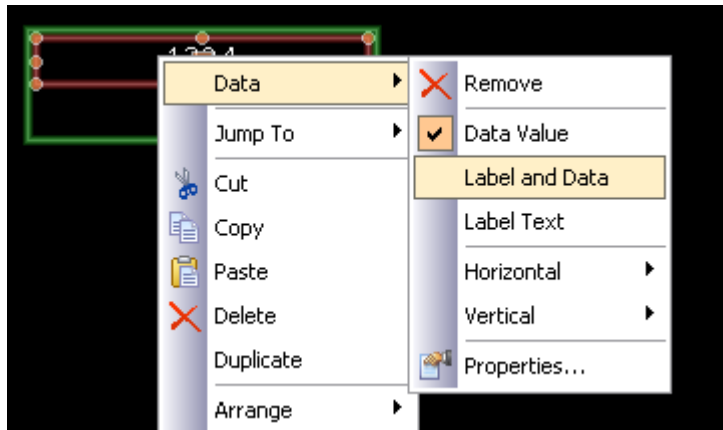 Data
Jump To
Cut
Copy
Paste
Delete
Duplicate
Arrange
Remove
Data Value
Label and Data
Label Text
Horizontal
Vertical
Properties...